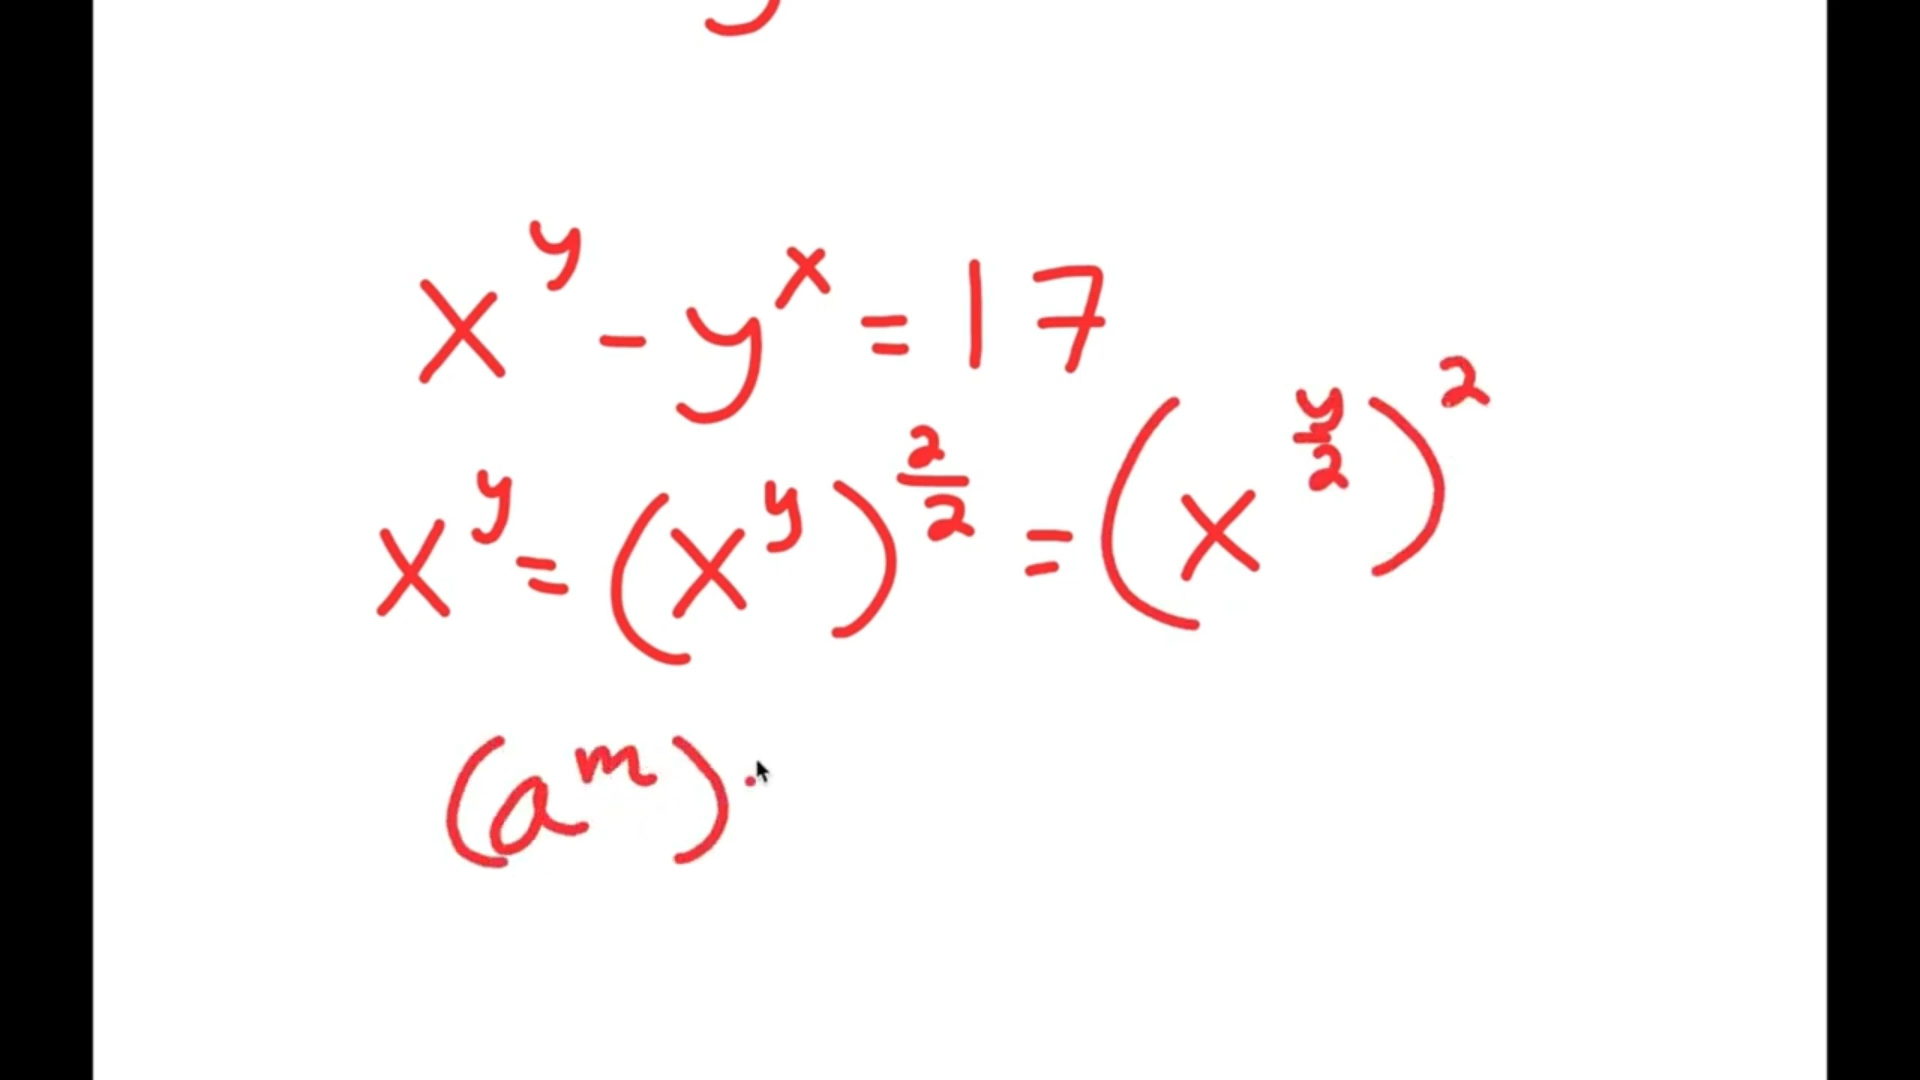 x^y - y^x = 17
x^y = (x^y)^{2/2} = (x^{y/2})^2
(a^m)